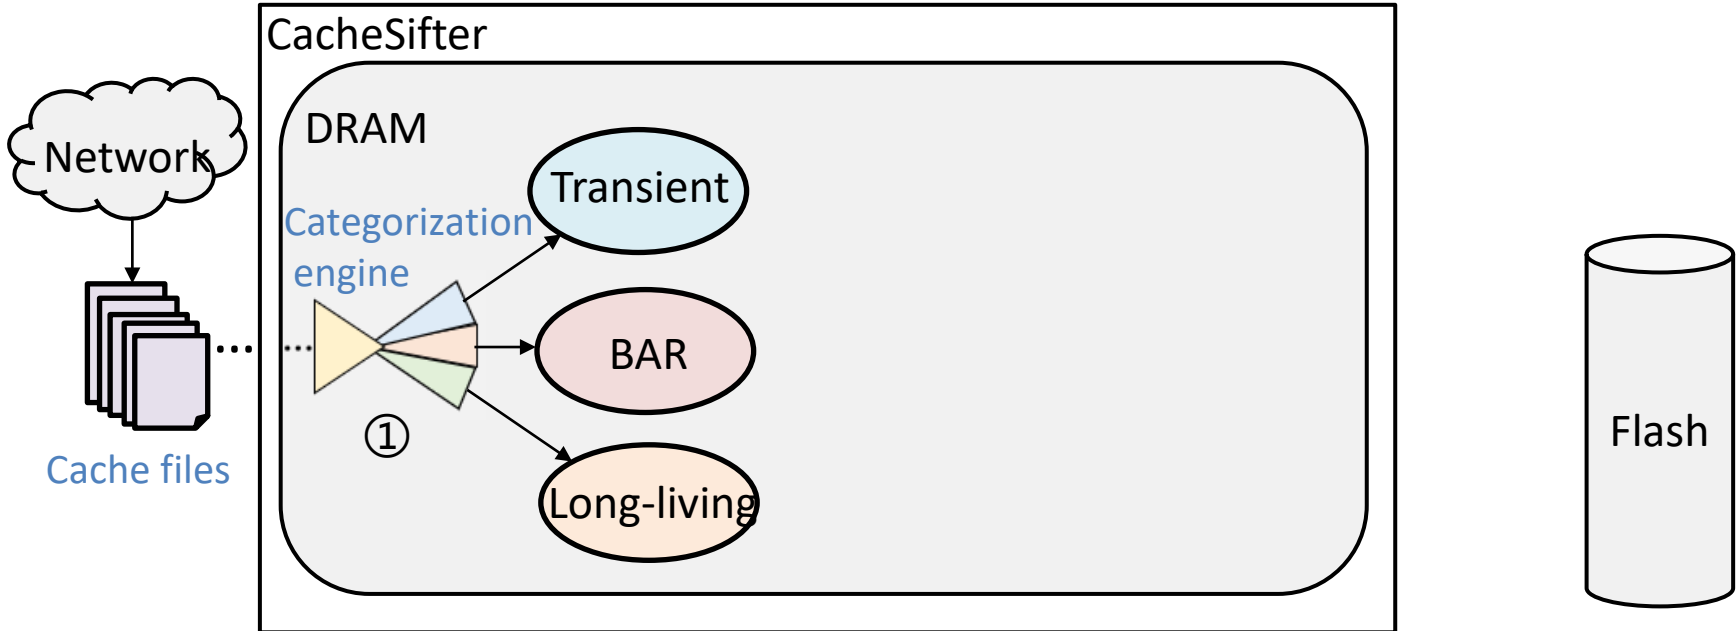 CacheSifter
DRAM
Network
Transient
Categorization
engine
BAR
①
Flash
Cache files
Long-living